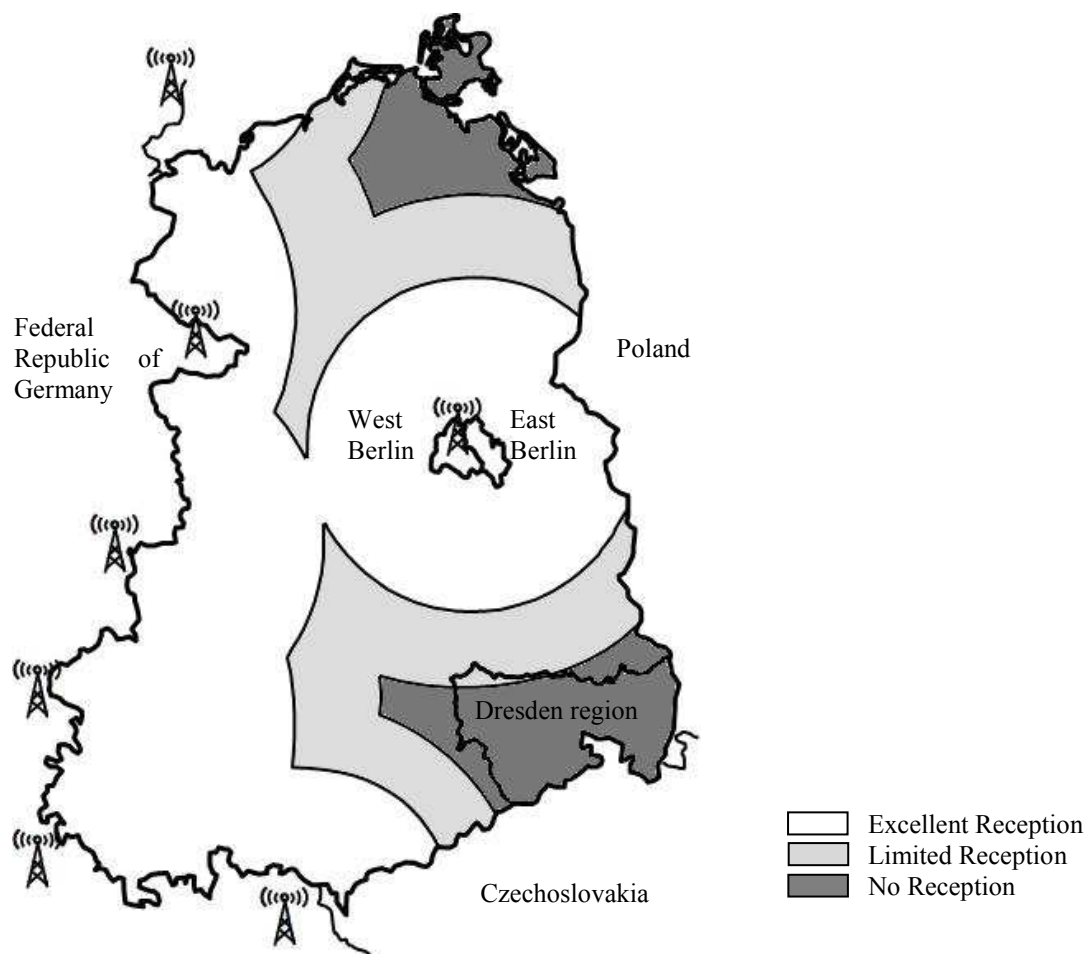 Federal
Republic of
Germany
Poland
West
Berlin
East
Berlin
Dresden region
Czechoslovakia
Excellent Reception
Limited Reception
No Reception